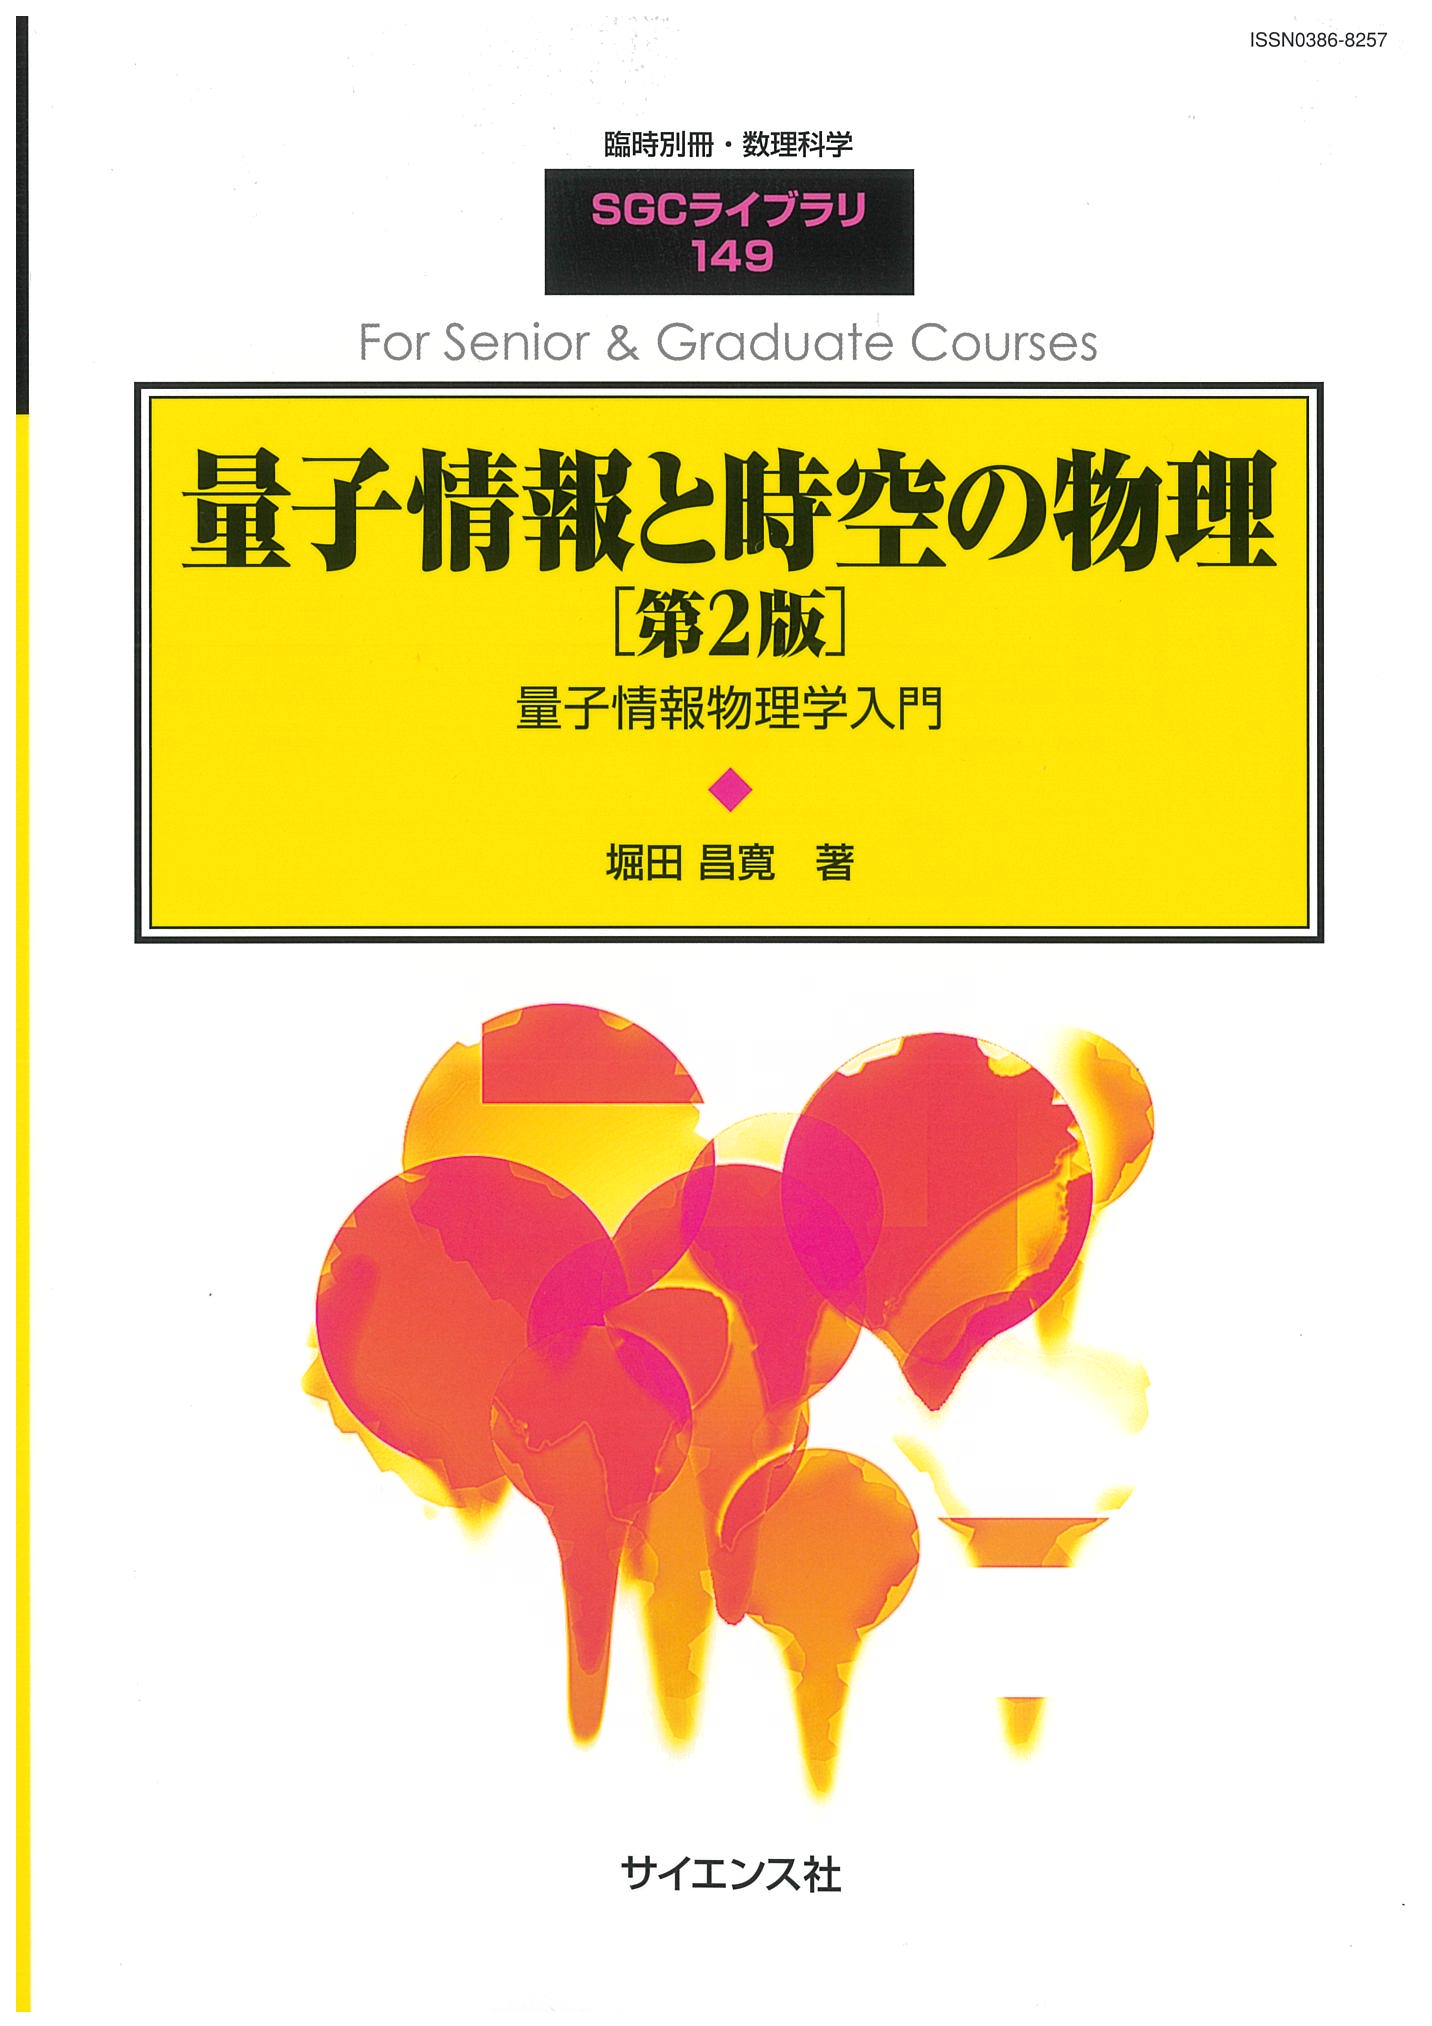 ISSN0386-8257
臨時別冊・数理科学
SGCライブラリ
149
For Senior & Graduate Courses
量子情報と時空の物理
［第2版］
量子情報物理学入門
堀田 昌寛　著
サイエンス社